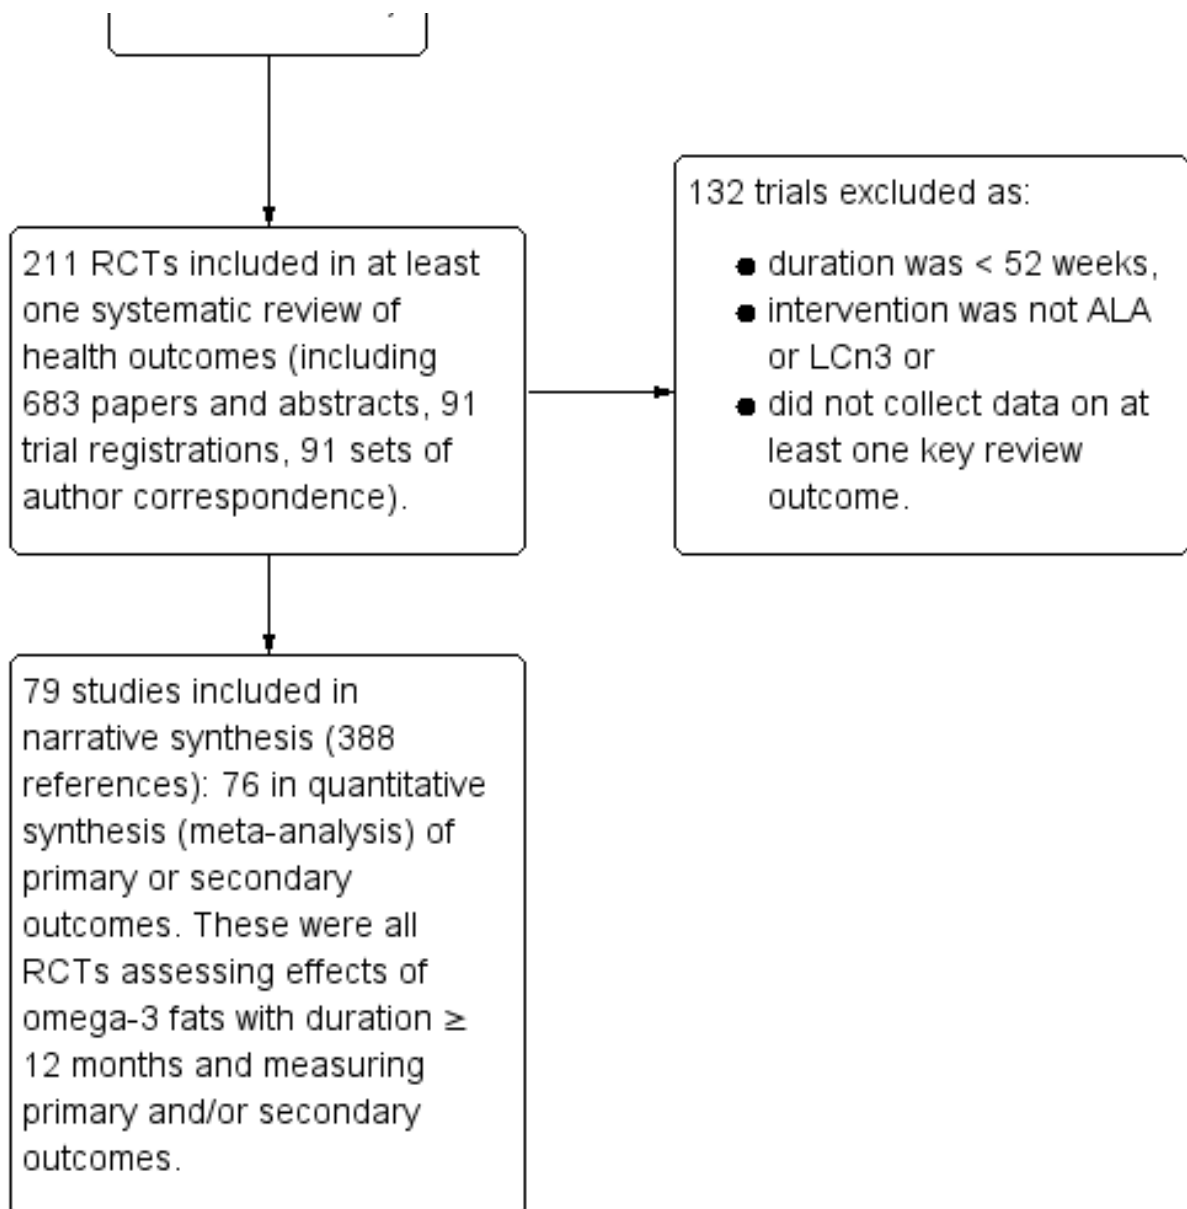 211 RCTs included in at least
one systematic review of
health outcomes (including
683 papers and abstracts, 91
trial registrations, 91 sets of
author correspondence).
132 trials excluded as:
● duration was < 52 weeks,
● intervention was not ALA
or LCn3 or
● did not collect data on at
least one key review
outcome.
79 studies included in
narrative synthesis (388
references): 76 in quantitative
synthesis (meta-analysis) of
primary or secondary
outcomes. These were all
RCTs assessing effects of
omega-3 fats with duration ≥
12 months and measuring
primary and/or secondary
outcomes.